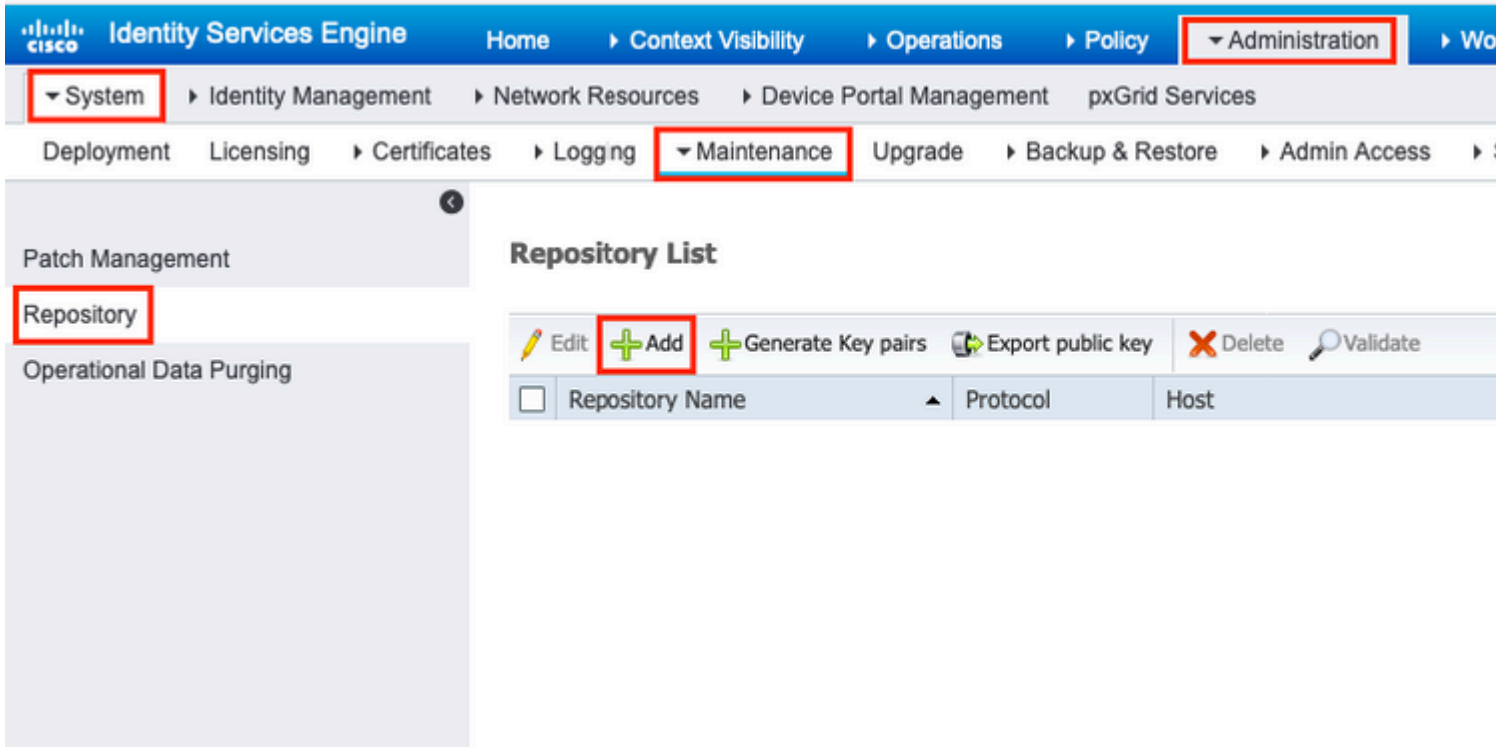 cisco Identity Services Engine Home Context Visibility Operations Policy Administration Wo
System Identity Management Network Resources Device Portal Management pxGrid Services
Deployment Licensing Certificates Logging Maintenance Upgrade Backup & Restore Admin Access
Patch Management
Repository
Operational Data Purging
Repository List
Edit Add Generate Key pairs Export public key Delete Validate
Repository Name Protocol Host